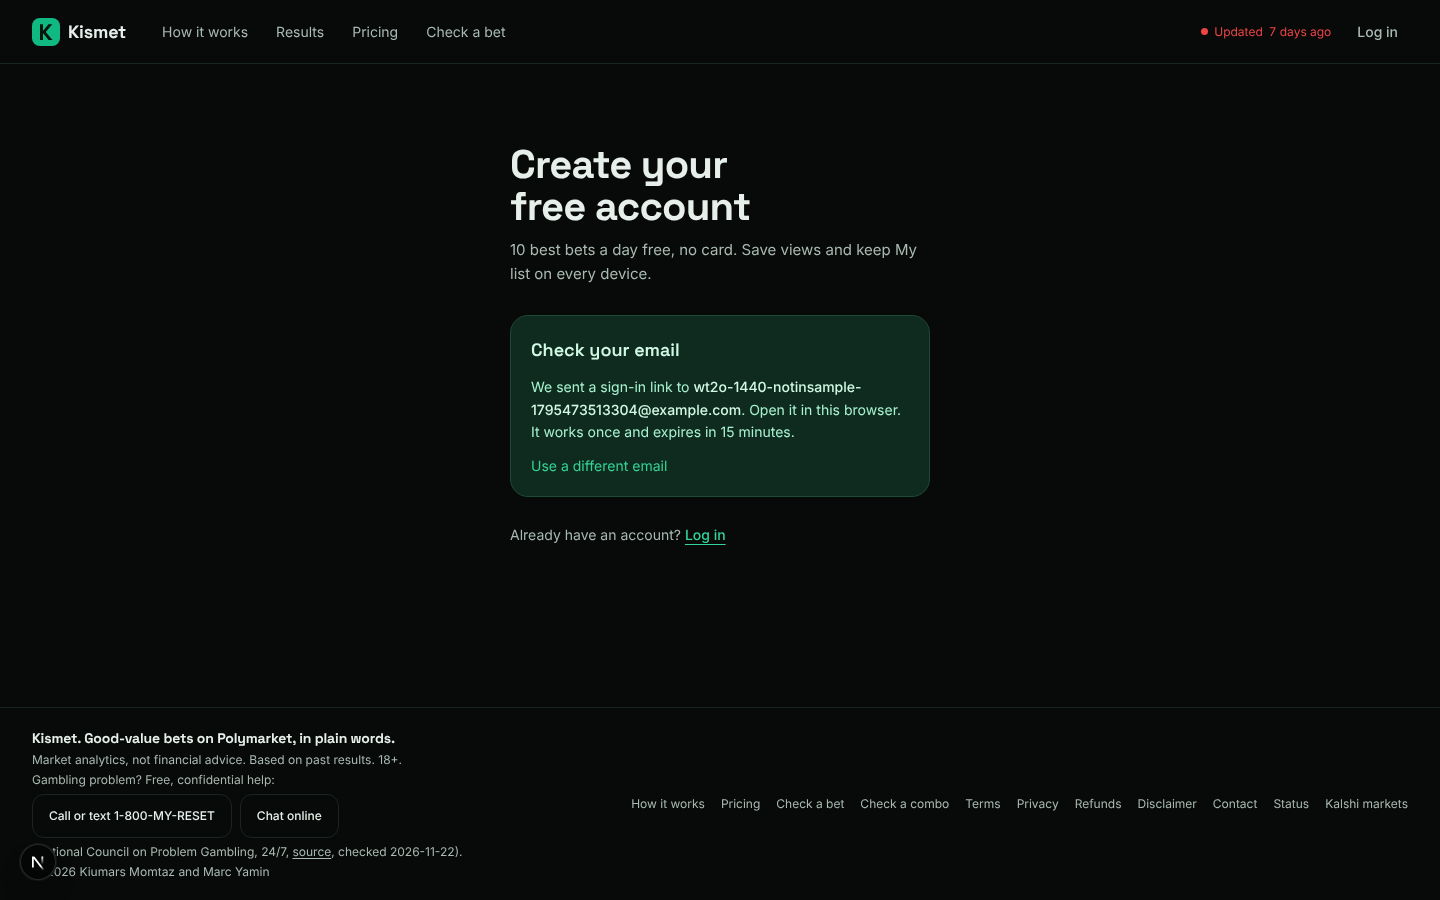 K Kismet How it works Results Pricing Check a bet Updated 7 days ago Log in
Create your
free account
10 best bets a day free, no card. Save views and keep My
list on every device.
Check your email
We sent a sign-in link to wt2o-1440-notinsample-
1795473513304@example.com. Open it in this browser.
It works once and expires in 15 minutes.
Use a different email
Already have an account? Log in
Kismet. Good-value bets on Polymarket, in plain words.
Market analytics, not financial advice. Based on past results. 18+.
Gambling problem? Free, confidential help:
Call or text 1-800-MY-RESET Chat online
How it works Pricing Check a bet Check a combo Terms Privacy Refunds Disclaimer Contact Status Kalshi markets
Council on Problem Gambling, 24/7, source, checked 2026-11-22).
N
Kiumars Momtaz and Marc Yamin